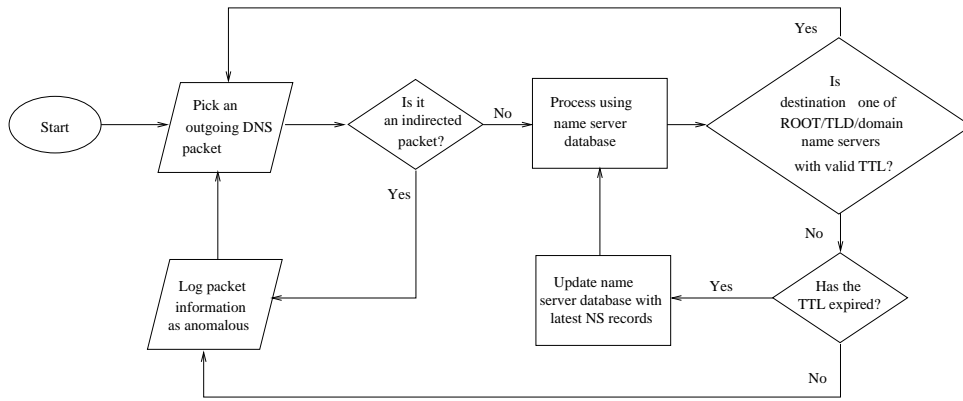 Yes
Start
Pick an
outgoing DNS
packet
Is it
an indirected
packet?
No
Process using
name server
database
Is
destination one of
ROOT/TLD/domain
name servers
with valid TTL?
Yes
No
Log packet
information
as anomalous
Update name
server database with
latest NS records
Yes
Has the
TTL expired?
No